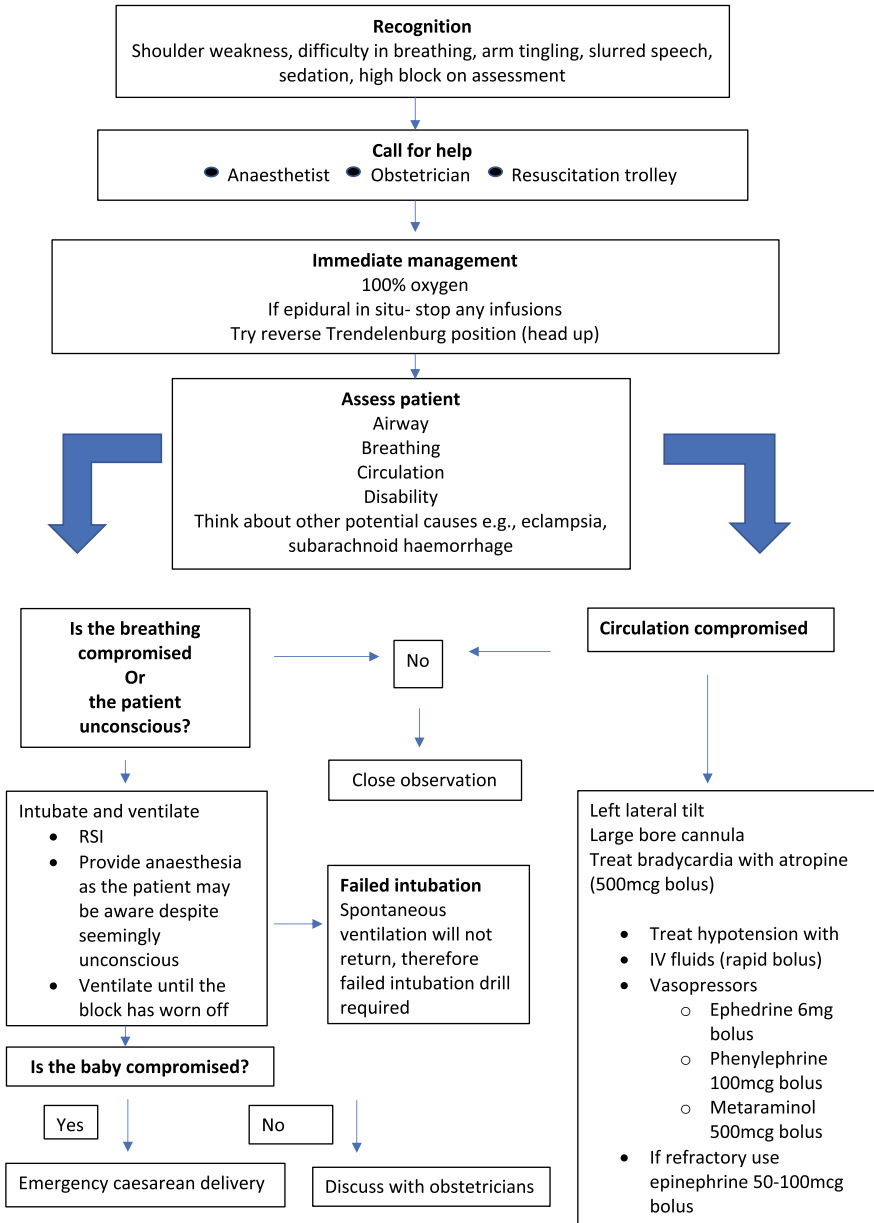 Recognition
Shoulder weakness, difficulty in breathing, arm tingling, slurred speech,
sedation, high block on assessment
Call for help
● Anaesthetist ● Obstetrician ● Resuscitation trolley
Immediate management
100% oxygen
If epidural in situ- stop any infusions
Try reverse Trendelenburg position (head up)
Assess patient
Airway
Breathing
Circulation
Disability
Think about other potential causes e.g., eclampsia,
subarachnoid haemorrhage
Is the breathing
compromised
Or
the patient
unconscious?
No
Circulation compromised
Close observation
Intubate and ventilate
• RSI
• Provide anaesthesia
as the patient may
be aware despite
seemingly
unconscious
• Ventilate until the
block has worn off
Failed intubation
Spontaneous
ventilation will not
return, therefore
failed intubation drill
required
Left lateral tilt
Large bore cannula
Treat bradycardia with atropine
(500mcg bolus)
• Treat hypotension with
• IV fluids (rapid bolus)
• Vasopressors
o Ephedrine 6mg
bolus
o Phenylephrine
100mcg bolus
o Metaraminol
500mcg bolus
• If refractory use
epinephrine 50-100mcg
bolus
Is the baby compromised?
Yes
No
Emergency caesarean delivery
Discuss with obstetricians